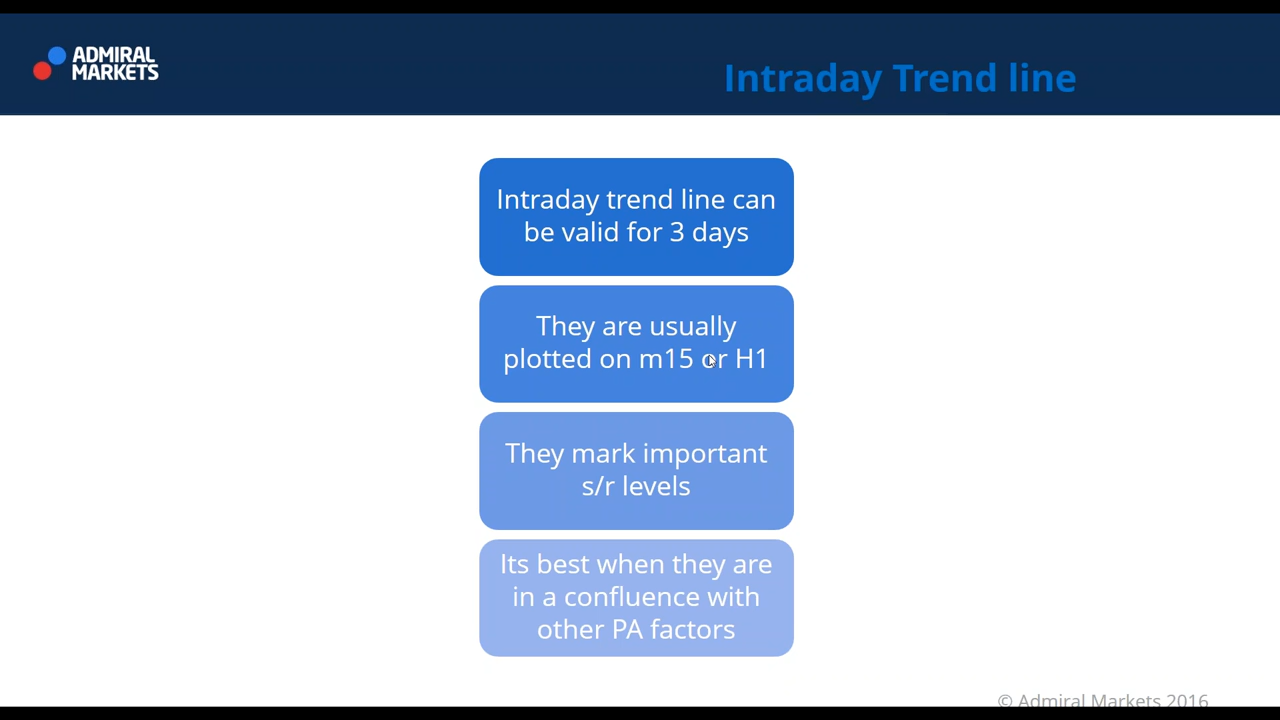 ADMIRAL
MARKETS
Intraday Trend line
Intraday trend line can
be valid for 3 days
They are usually
plotted on m15 or H1
They mark important
s/r levels
Its best when they are
in a confluence with
other PA factors
© Admiral Markets 2016